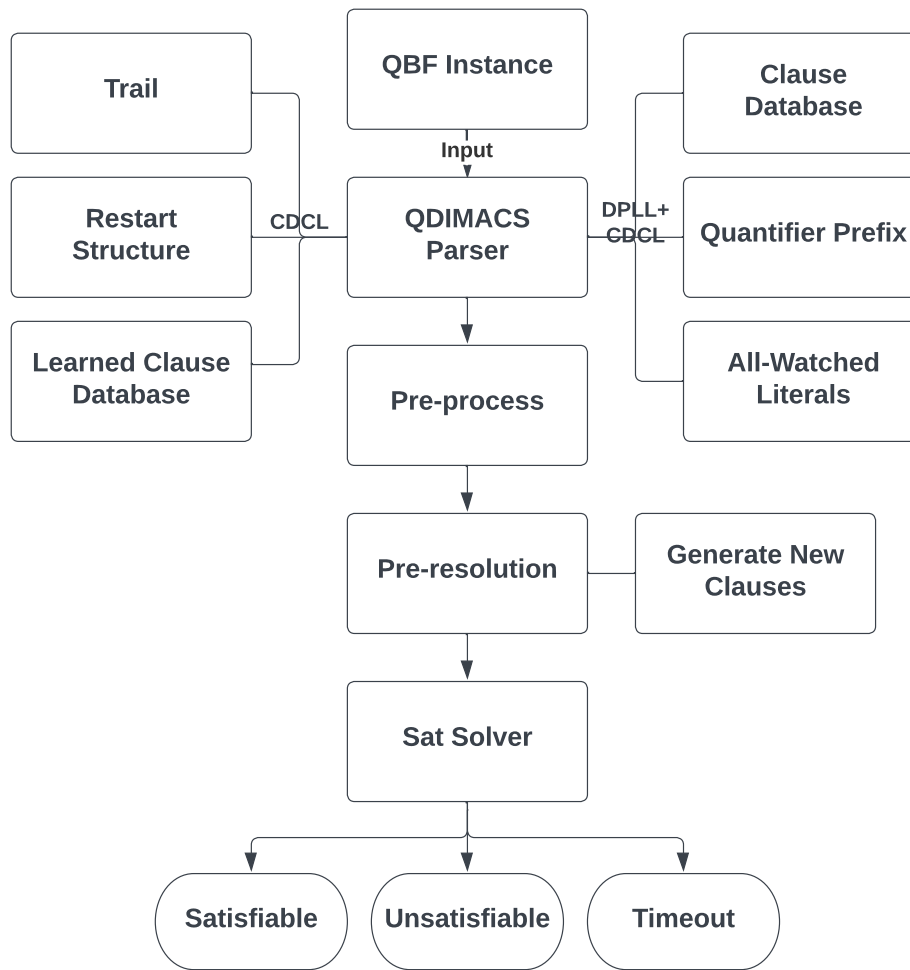 QBF Instance
Trail
Clause
Database
Input
Restart
Structure
CDCL
QDIMACS
Parser
DPLL+
CDCL
Quantifier Prefix
Learned Clause
Database
All-Watched
Literals
Pre-process
Pre-resolution
Generate New
Clauses
Sat Solver
Satisfiable
Unsatisfiable
Timeout